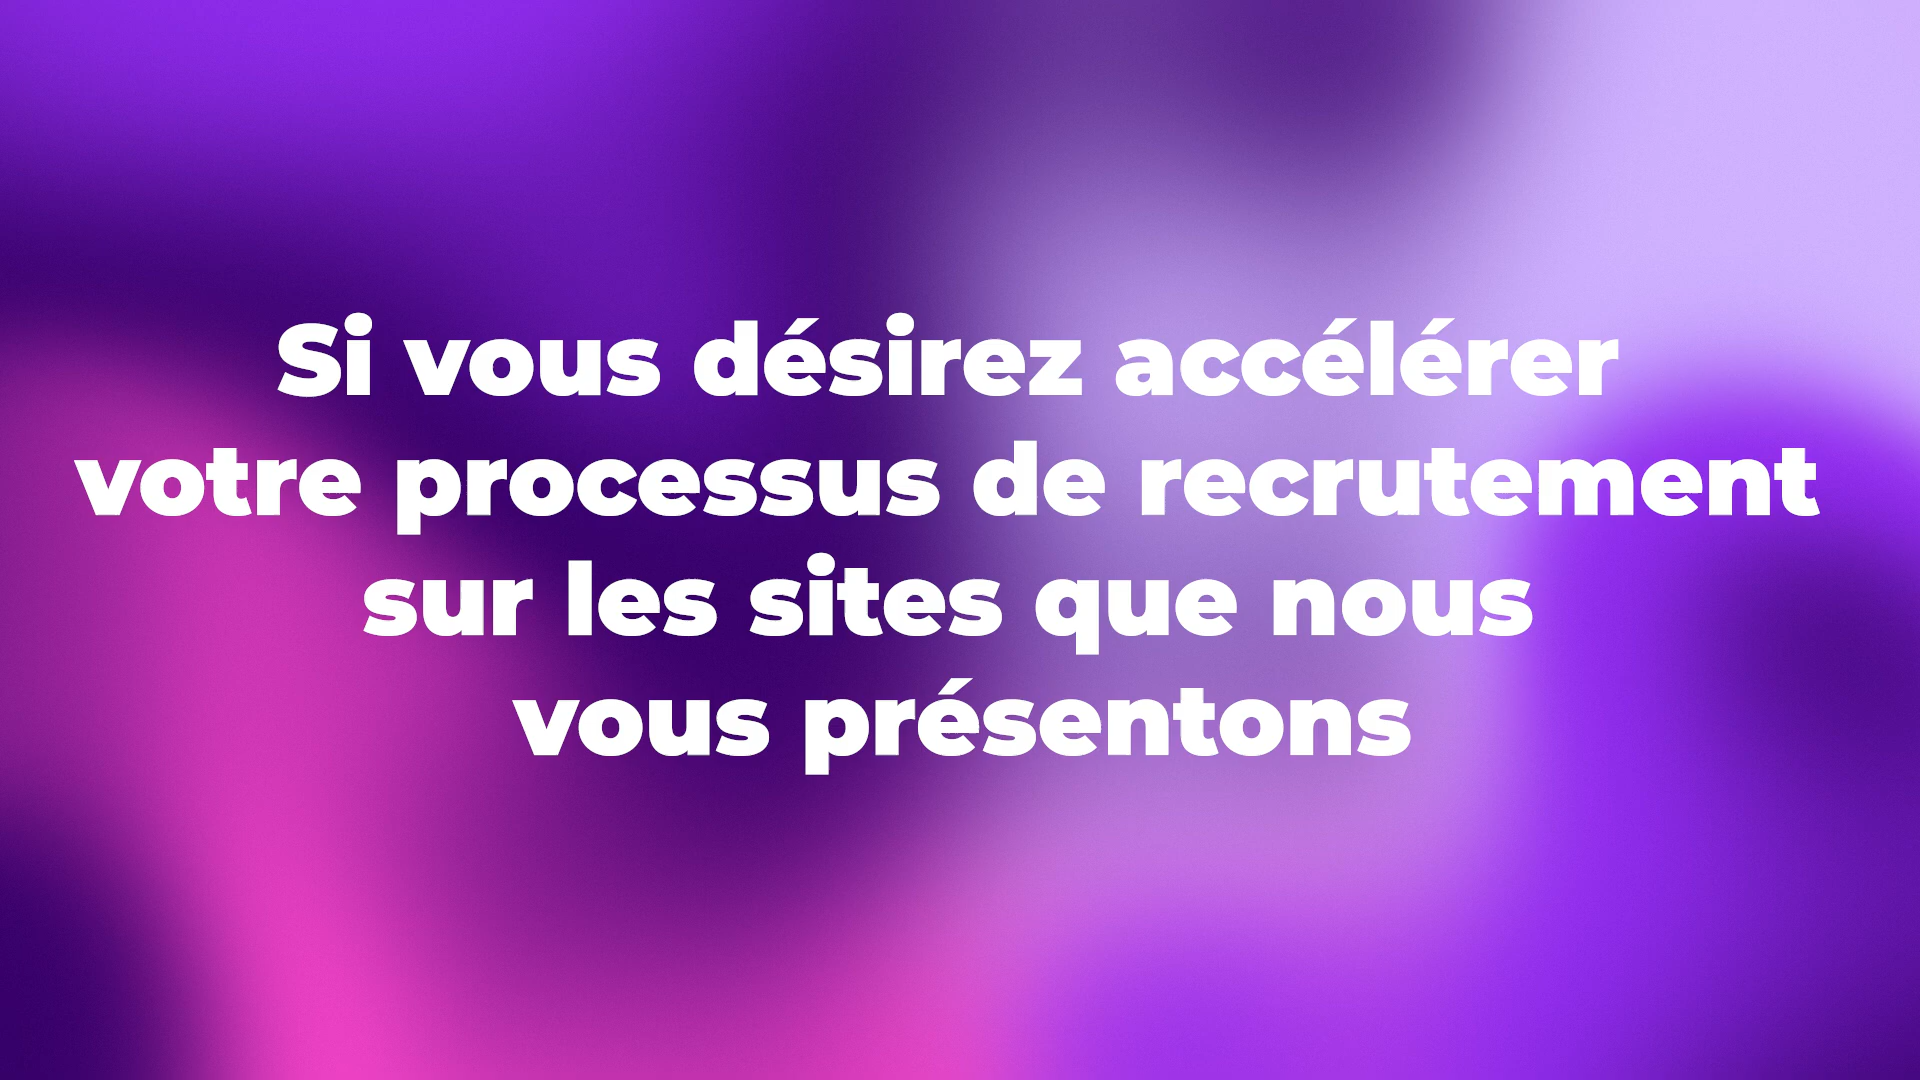 Si vous désirez accélérer
votre processus de recrutement
sur les sites que nous
vous présentons